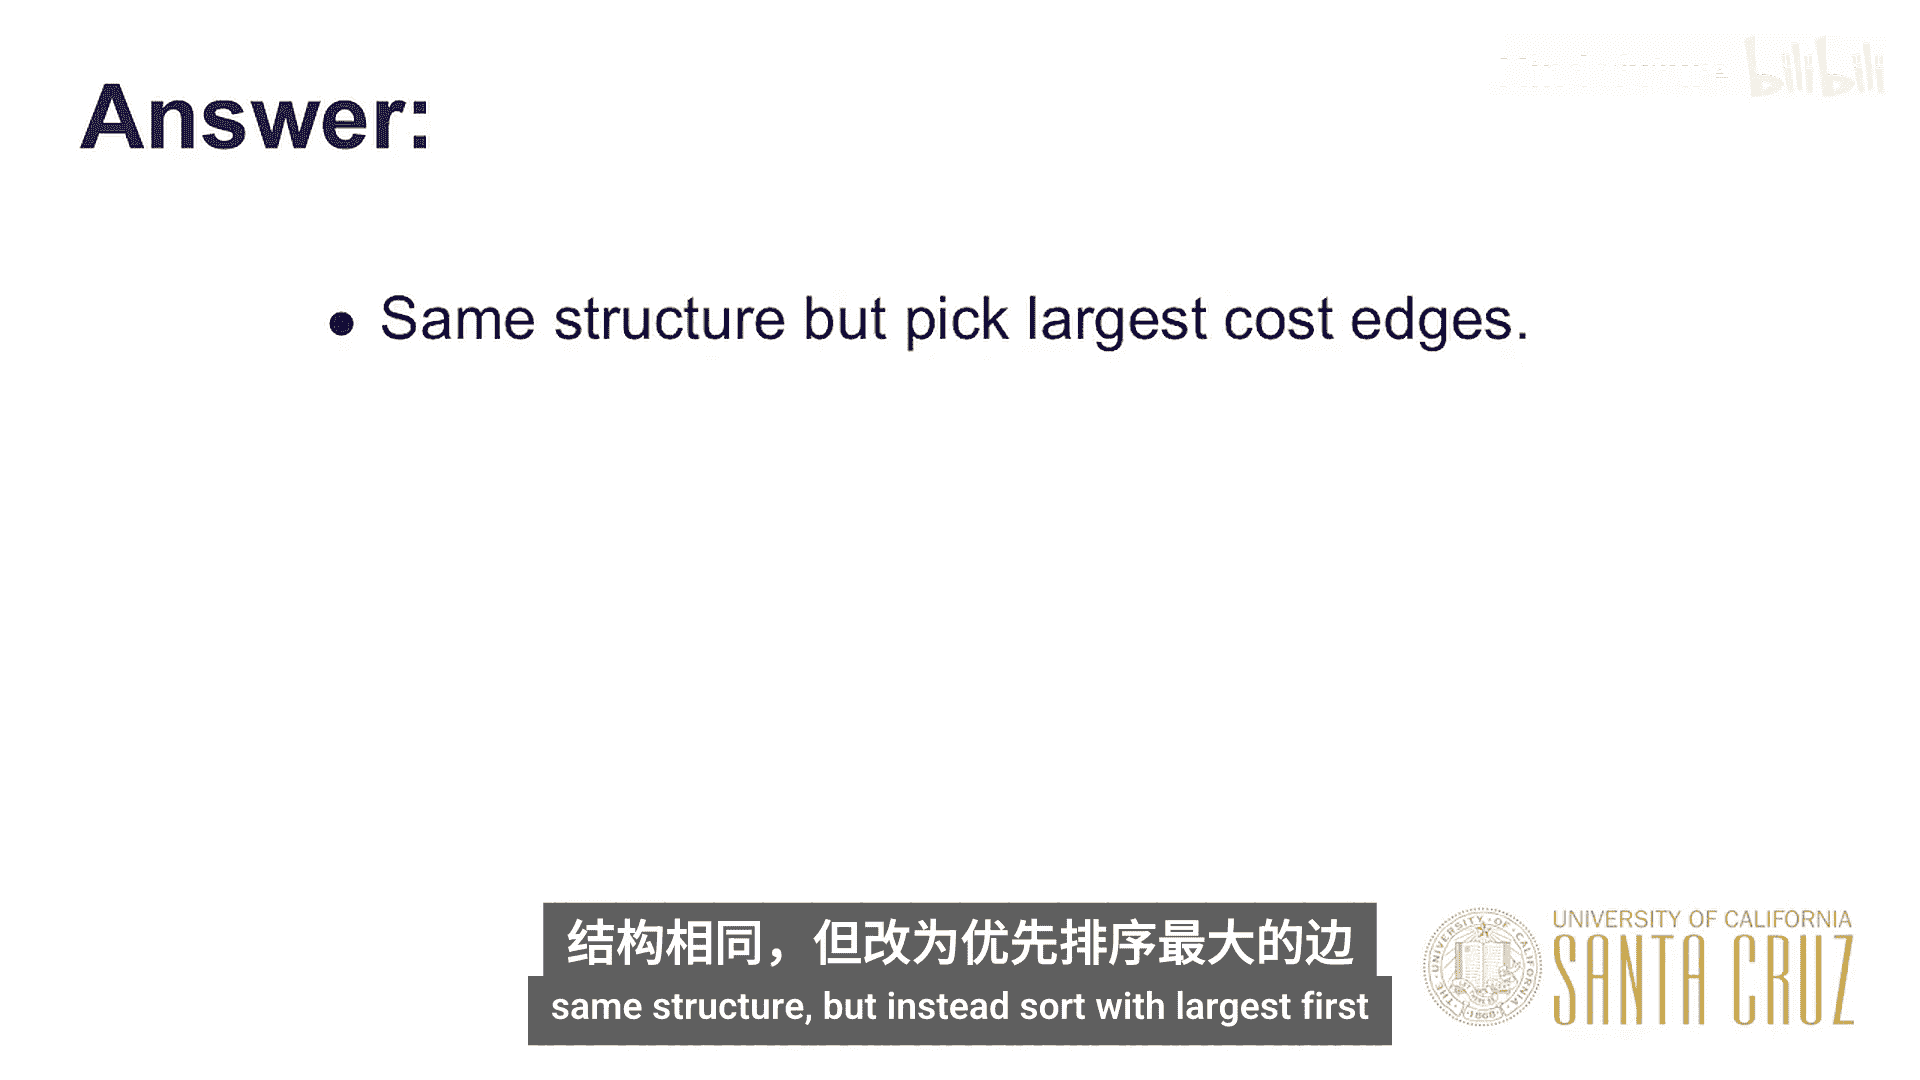 Answer:
● Same structure but pick largest cost edges.
结构相同，但改为优先排序最大的边
same structure, but instead sort with largest first
UNIVERSITY OF CALIFORNIA
SANTA CRUZ
bilibili